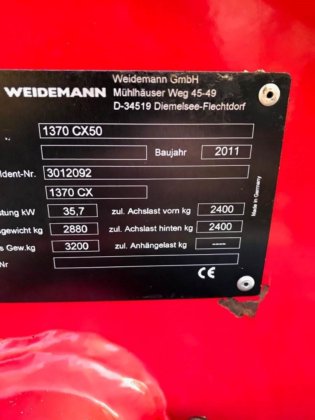 Weidemann GmbH
WEIDEMANN Mühlhäuser Weg 45-49
D-34519 Diemelsee-Flechtdorf
1370 CX50
Baujahr 2011
Ident-Nr. 3012092
1370 CX
stung kW 35,7 zul. Achslast vorn kg 2400
gewicht kg 2880 zul. Achslast hinten kg 2400
s Gew.kg 3200 zul. Anhängelast kg -----
Nr
CE
Made in Germany